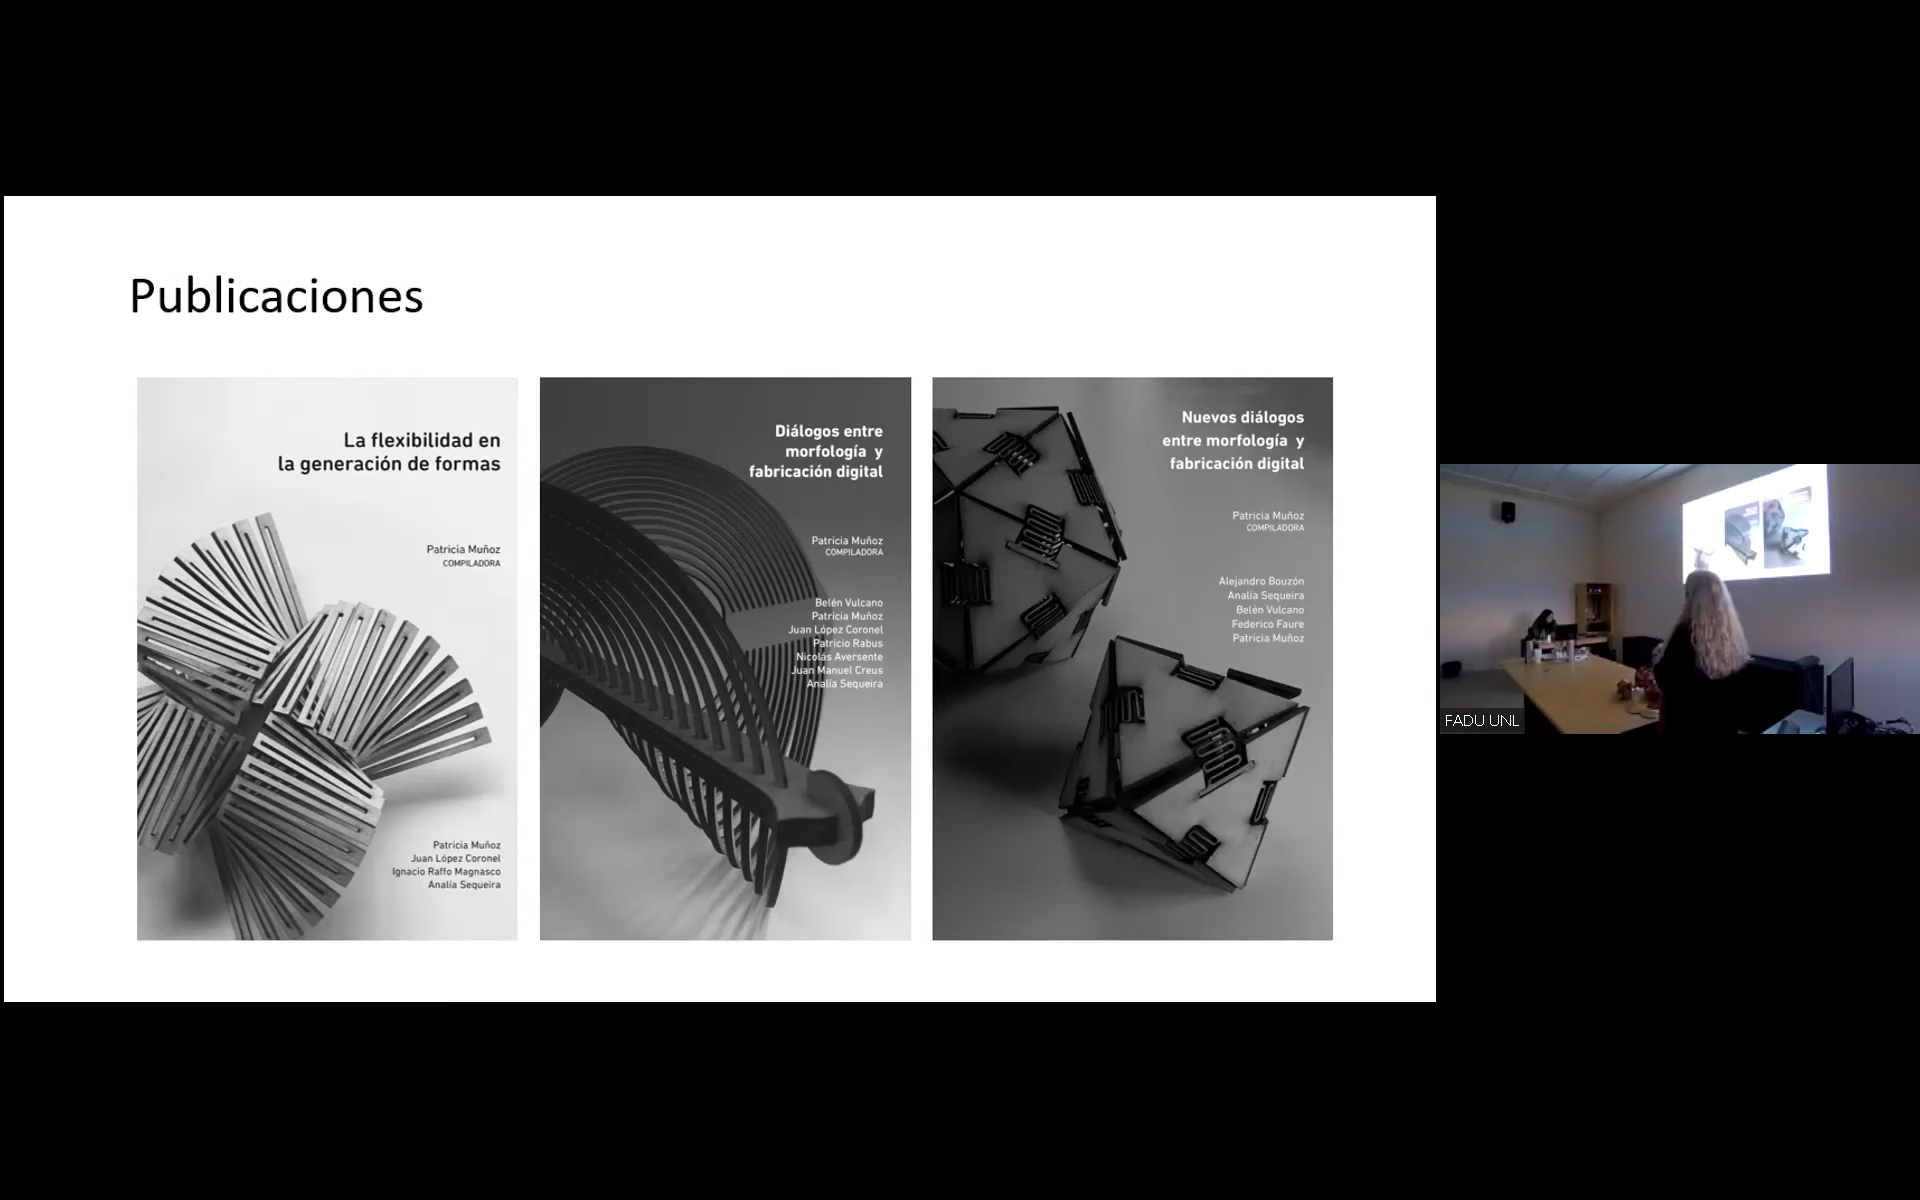 Publicaciones
La flexibilidad en
la generación de formas
Patricia Muñoz
COMPILADORA
Patricia Muñoz
Juan López Coronel
Ignacio Raffo Magnasco
Analía Sequeira
Diálogos entre
morfología y
fabricación digital
Patricia Muñoz
COMPILADORA
Belén Vulcano
Patricia Muñoz
Juan López Coronel
Patricio Rabus
Nicolás Aversente
Juan Manuel Creus
Analía Sequeira
Nuevos diálogos
entre morfología y
fabricación digital
Patricia Muñoz
COMPILADORA
Alejandro Bouzón
Analía Sequeira
Belén Vulcano
Federico Faure
Patricia Muñoz
FADU UNL